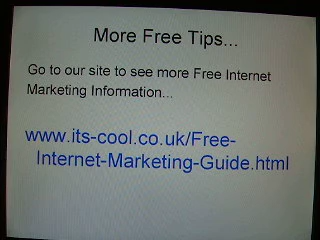 More Free Tips...
Go to our site to see more Free Internet
Marketing Information...
www.its-cool.co.uk/Free-
Internet-Marketing-Guide.html